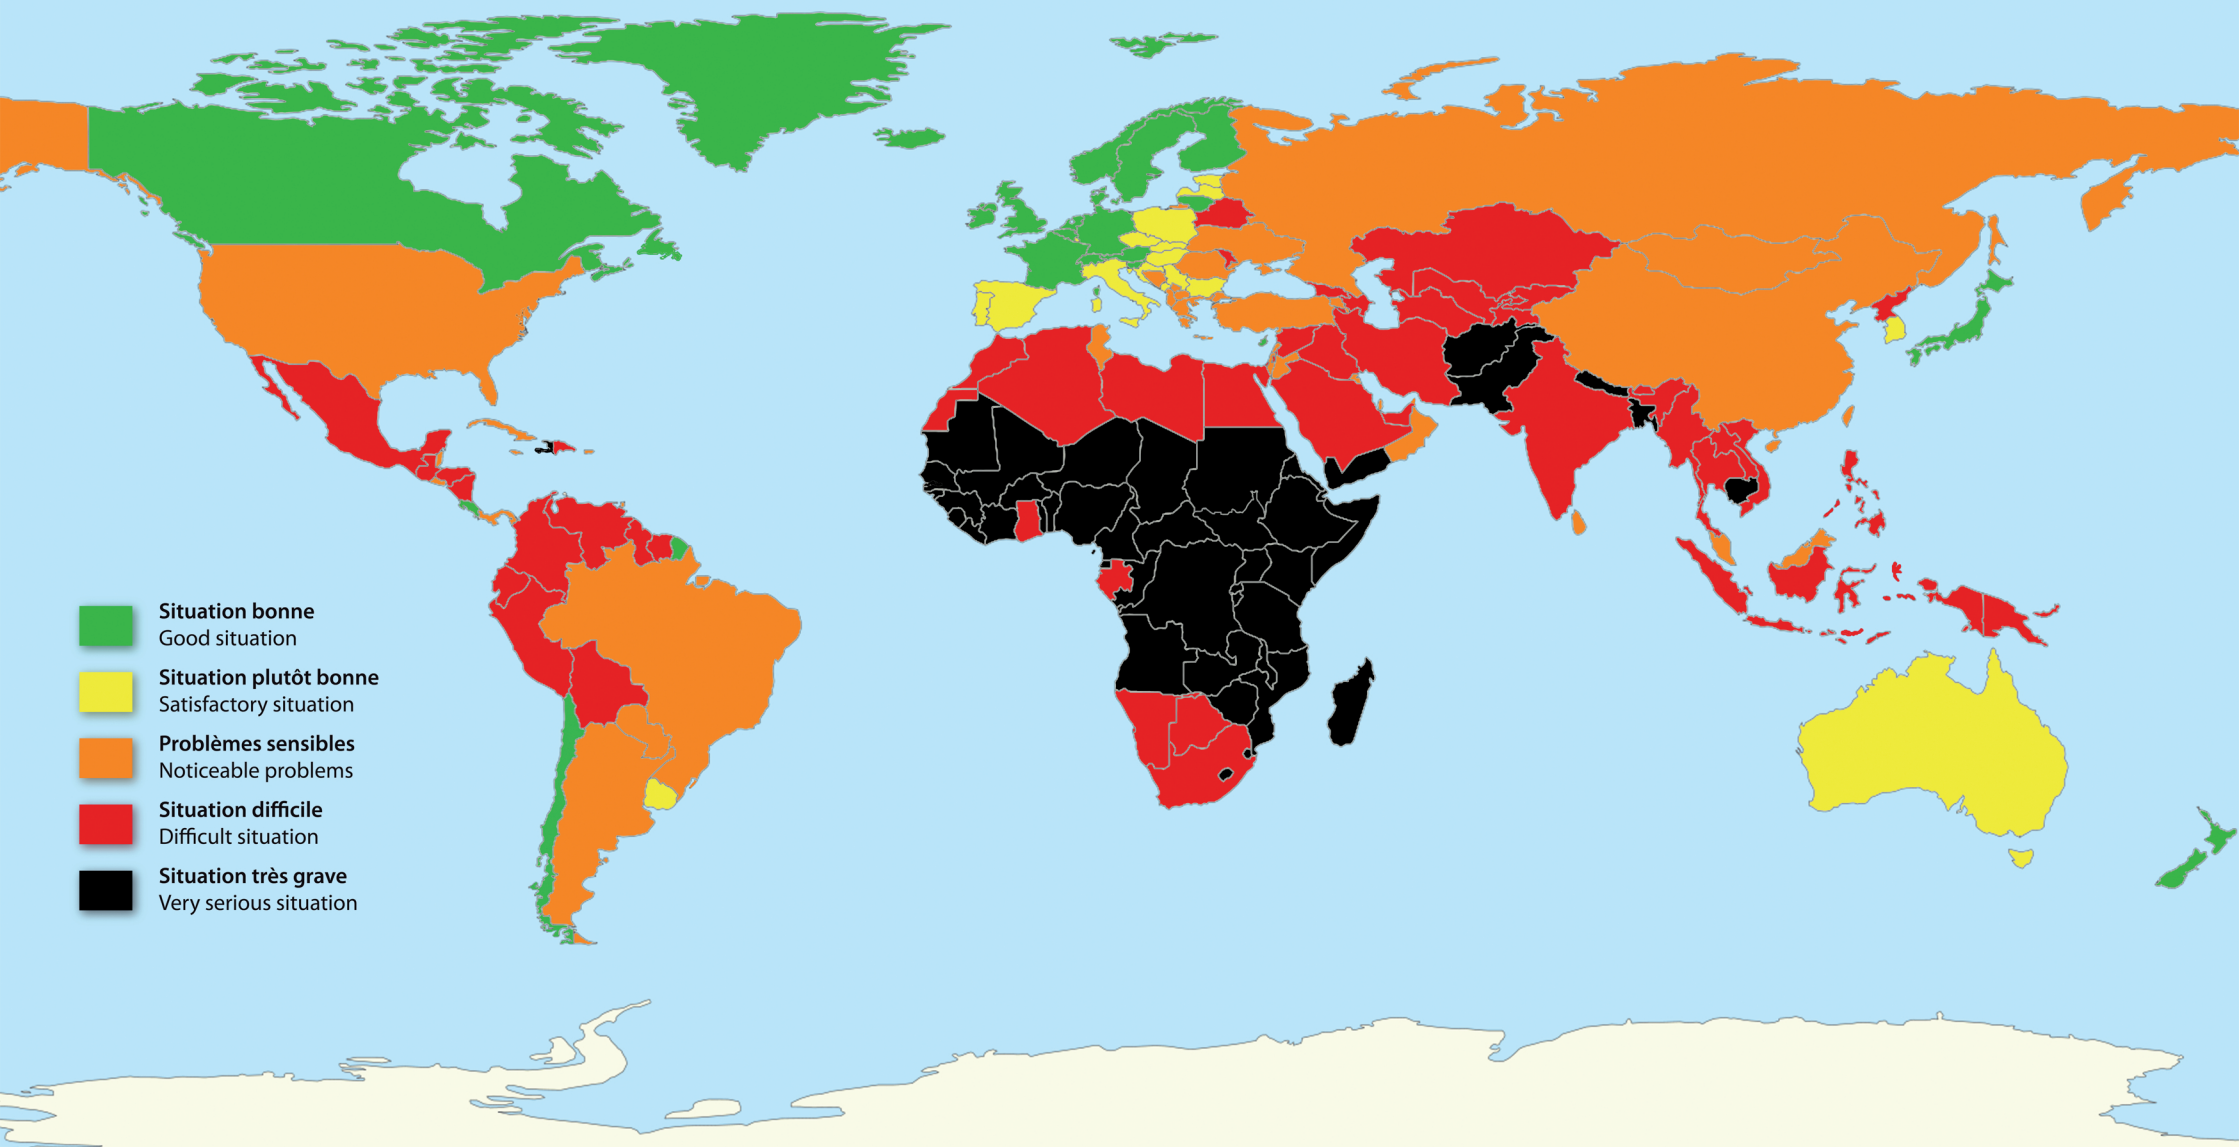 Situation bonne
Good situation
Situation plutôt bonne
Satisfactory situation
Problèmes sensibles
Noticeable problems
Situation difficile
Difficult situation
Situation très grave
Very serious situation